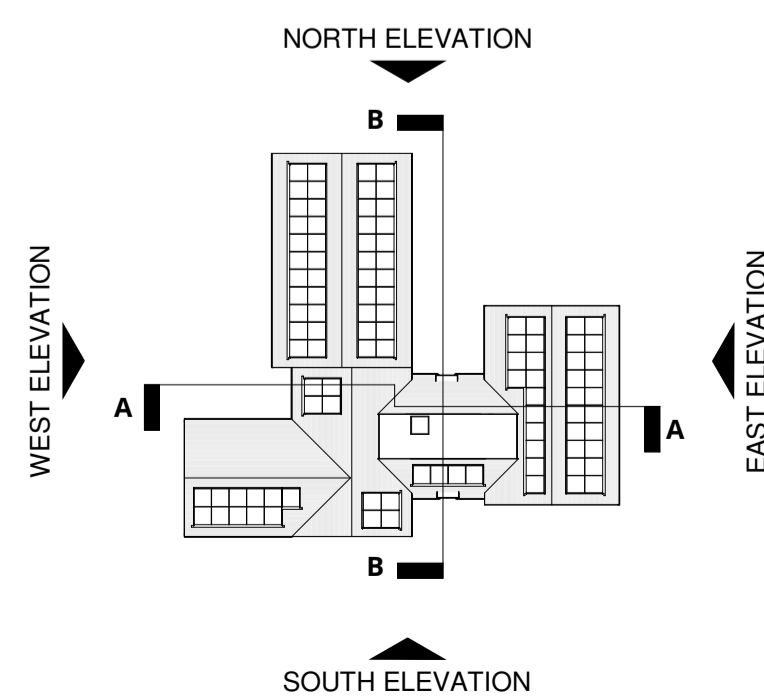 NORTH ELEVATION
B
WEST ELEVATION
EAST ELEVATION
A
A
B
SOUTH ELEVATION